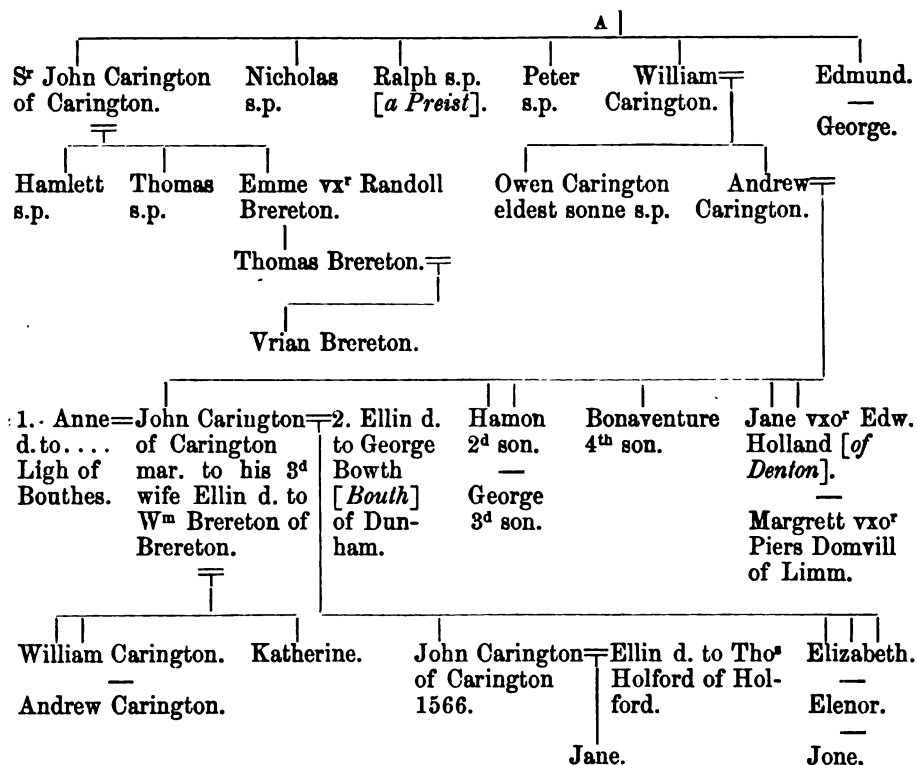 A
Sʳ John Carington
of Carington.
Nicholas
s.p.
Ralph s.p.
[a Preist].
Peter
s.p.
William
Carington.
Edmund.
—
George.
Hamlett
s.p.
Thomas
s.p.
Emme vxʳ Randoll
Brereton.
Owen Carington
eldest sonne s.p.
Andrew
Carington.
Thomas Brereton.
Vrian Brereton.
1. Anne
d. to....
Ligh of
Bouthes.
John Carington
of Carington
mar. to his 3ᵈ
wife Ellin d. to
Wᵐ Brereton of
Brereton.
2. Ellin d.
to George
Bowth
[Bouth]
of Dun-
ham.
Hamon
2ᵈ son.
—
George
3ᵈ son.
Bonaventure
4ᵗʰ son.
Jane vxoʳ Edw.
Holland [of
Denton].
—
Margrett vxoʳ
Piers Domvill
of Limm.
William Carington.
—
Andrew Carington.
Katherine.
John Carington
of Carington
1566.
Ellin d. to Thoˢ
Holford of Hol-
ford.
Elizabeth.
—
Elenor.
—
Jone.
Jane.